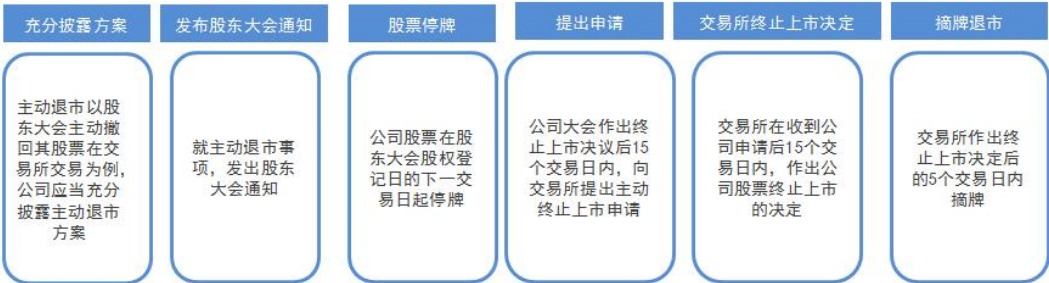 充分披露方案
主动退市以股
东大会主动撤
回其股票在交
易所交易为例,
公司应当充分
披露主动退市
方案
发布股东大会通知
就主动退市事
项，发出股东
大会通知
股票停牌
公司股票在股
东大会股权登
记日的下一交
易日起停牌
提出申请
公司大会作出终
止上市决议后15
个交易日内，向
交易所提出主动
终止上市申请
交易所终止上市决定
交易所在收到公
司申请后15个交
易日内，作出公
司股票终止上市
的决定
摘牌退市
交易所作出终
止上市决定后
的5个交易日内
摘牌